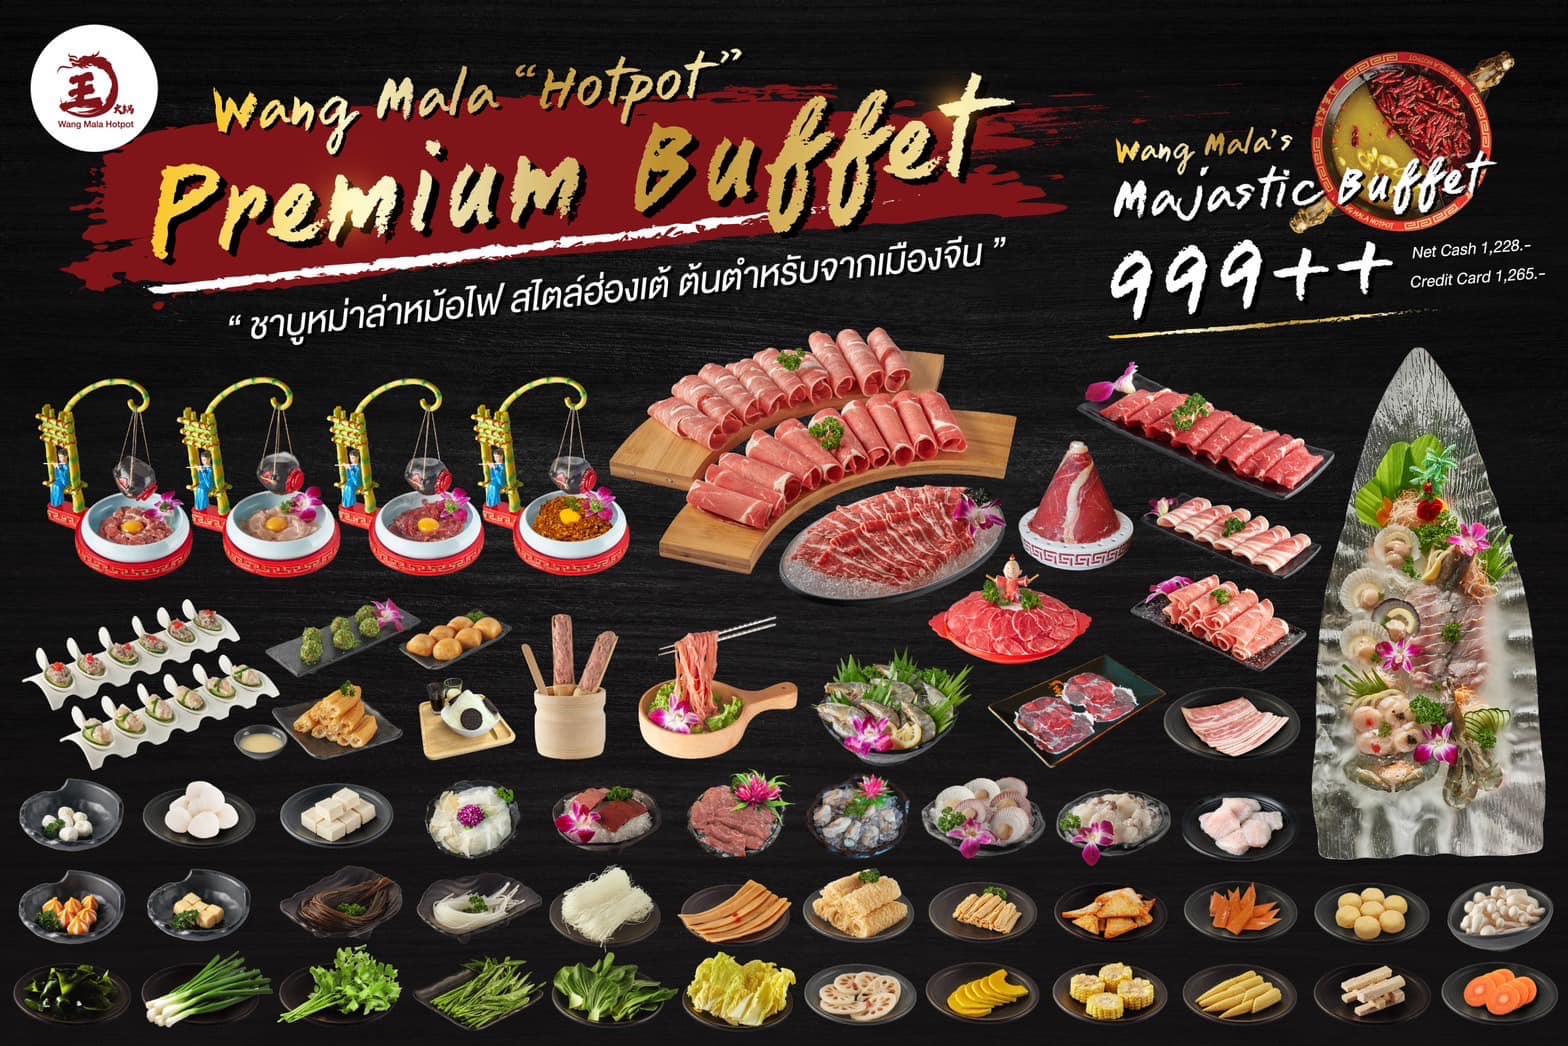 王
火鍋
Wang Mala Hotpot
Wang Mala “Hotpot”
Premium Buffet
“ ชาบูหม่าล่าหม้อไฟ สไตล์ฮ่องเต้ ต้นตำหรับจากเมืองจีน ”
Wang Mala's
Majastic Buffet
999++
Net Cash 1,228.-
Credit Card 1,265.-